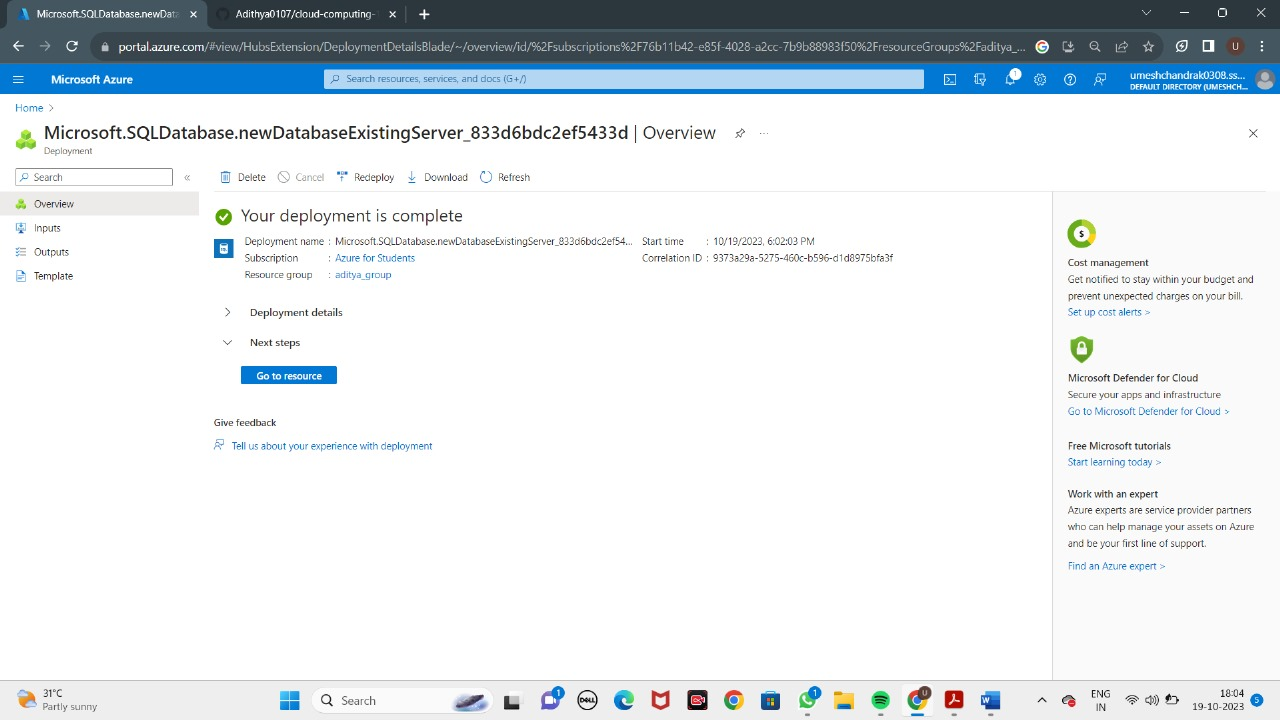 Microsoft.SQLDatabase.newData
Adithya0107/cloud-computing-
portal.azure.com/#view/HubsExtension/DeploymentDetailsBlade/~/overview/id/%2Fsubscriptions%2F76b11b42-e85f-4028-a2cc-7b9b88983f50%2FresourceGroups%2Faditya_...
U
Microsoft Azure
Search resources, services, and docs (G+/)
1
umeshchandrak0308.ss...
DEFAULT DIRECTORY (UMESHCH...
Home >
Microsoft.SQLDatabase.newDatabaseExistingServer_833d6bdc2ef5433d | Overview
...
Deployment
Search
«
Delete
Cancel
Redeploy
Download
Refresh
Overview
Inputs
Outputs
Template
Your deployment is complete
Deployment name : Microsoft.SQLDatabase.newDatabaseExistingServer_833d6bdc2ef54...
Subscription : Azure for Students
Resource group : aditya_group
Start time : 10/19/2023, 6:02:03 PM
Correlation ID : 9373a29a-5275-460c-b596-d1d8975bfa3f
Deployment details
Next steps
Go to resource
Give feedback
Tell us about your experience with deployment
$
Cost management
Get notified to stay within your budget and
prevent unexpected charges on your bill.
Set up cost alerts >
Microsoft Defender for Cloud
Secure your apps and infrastructure
Go to Microsoft Defender for Cloud >
Free Microsoft tutorials
Start learning today >
Work with an expert
Azure experts are service provider partners
who can help manage your assets on Azure
and be your first line of support.
Find an Azure expert >
31°C
Partly sunny
Search
1
DELL
1
U
W
ENG
IN
18:04
19-10-2023
5